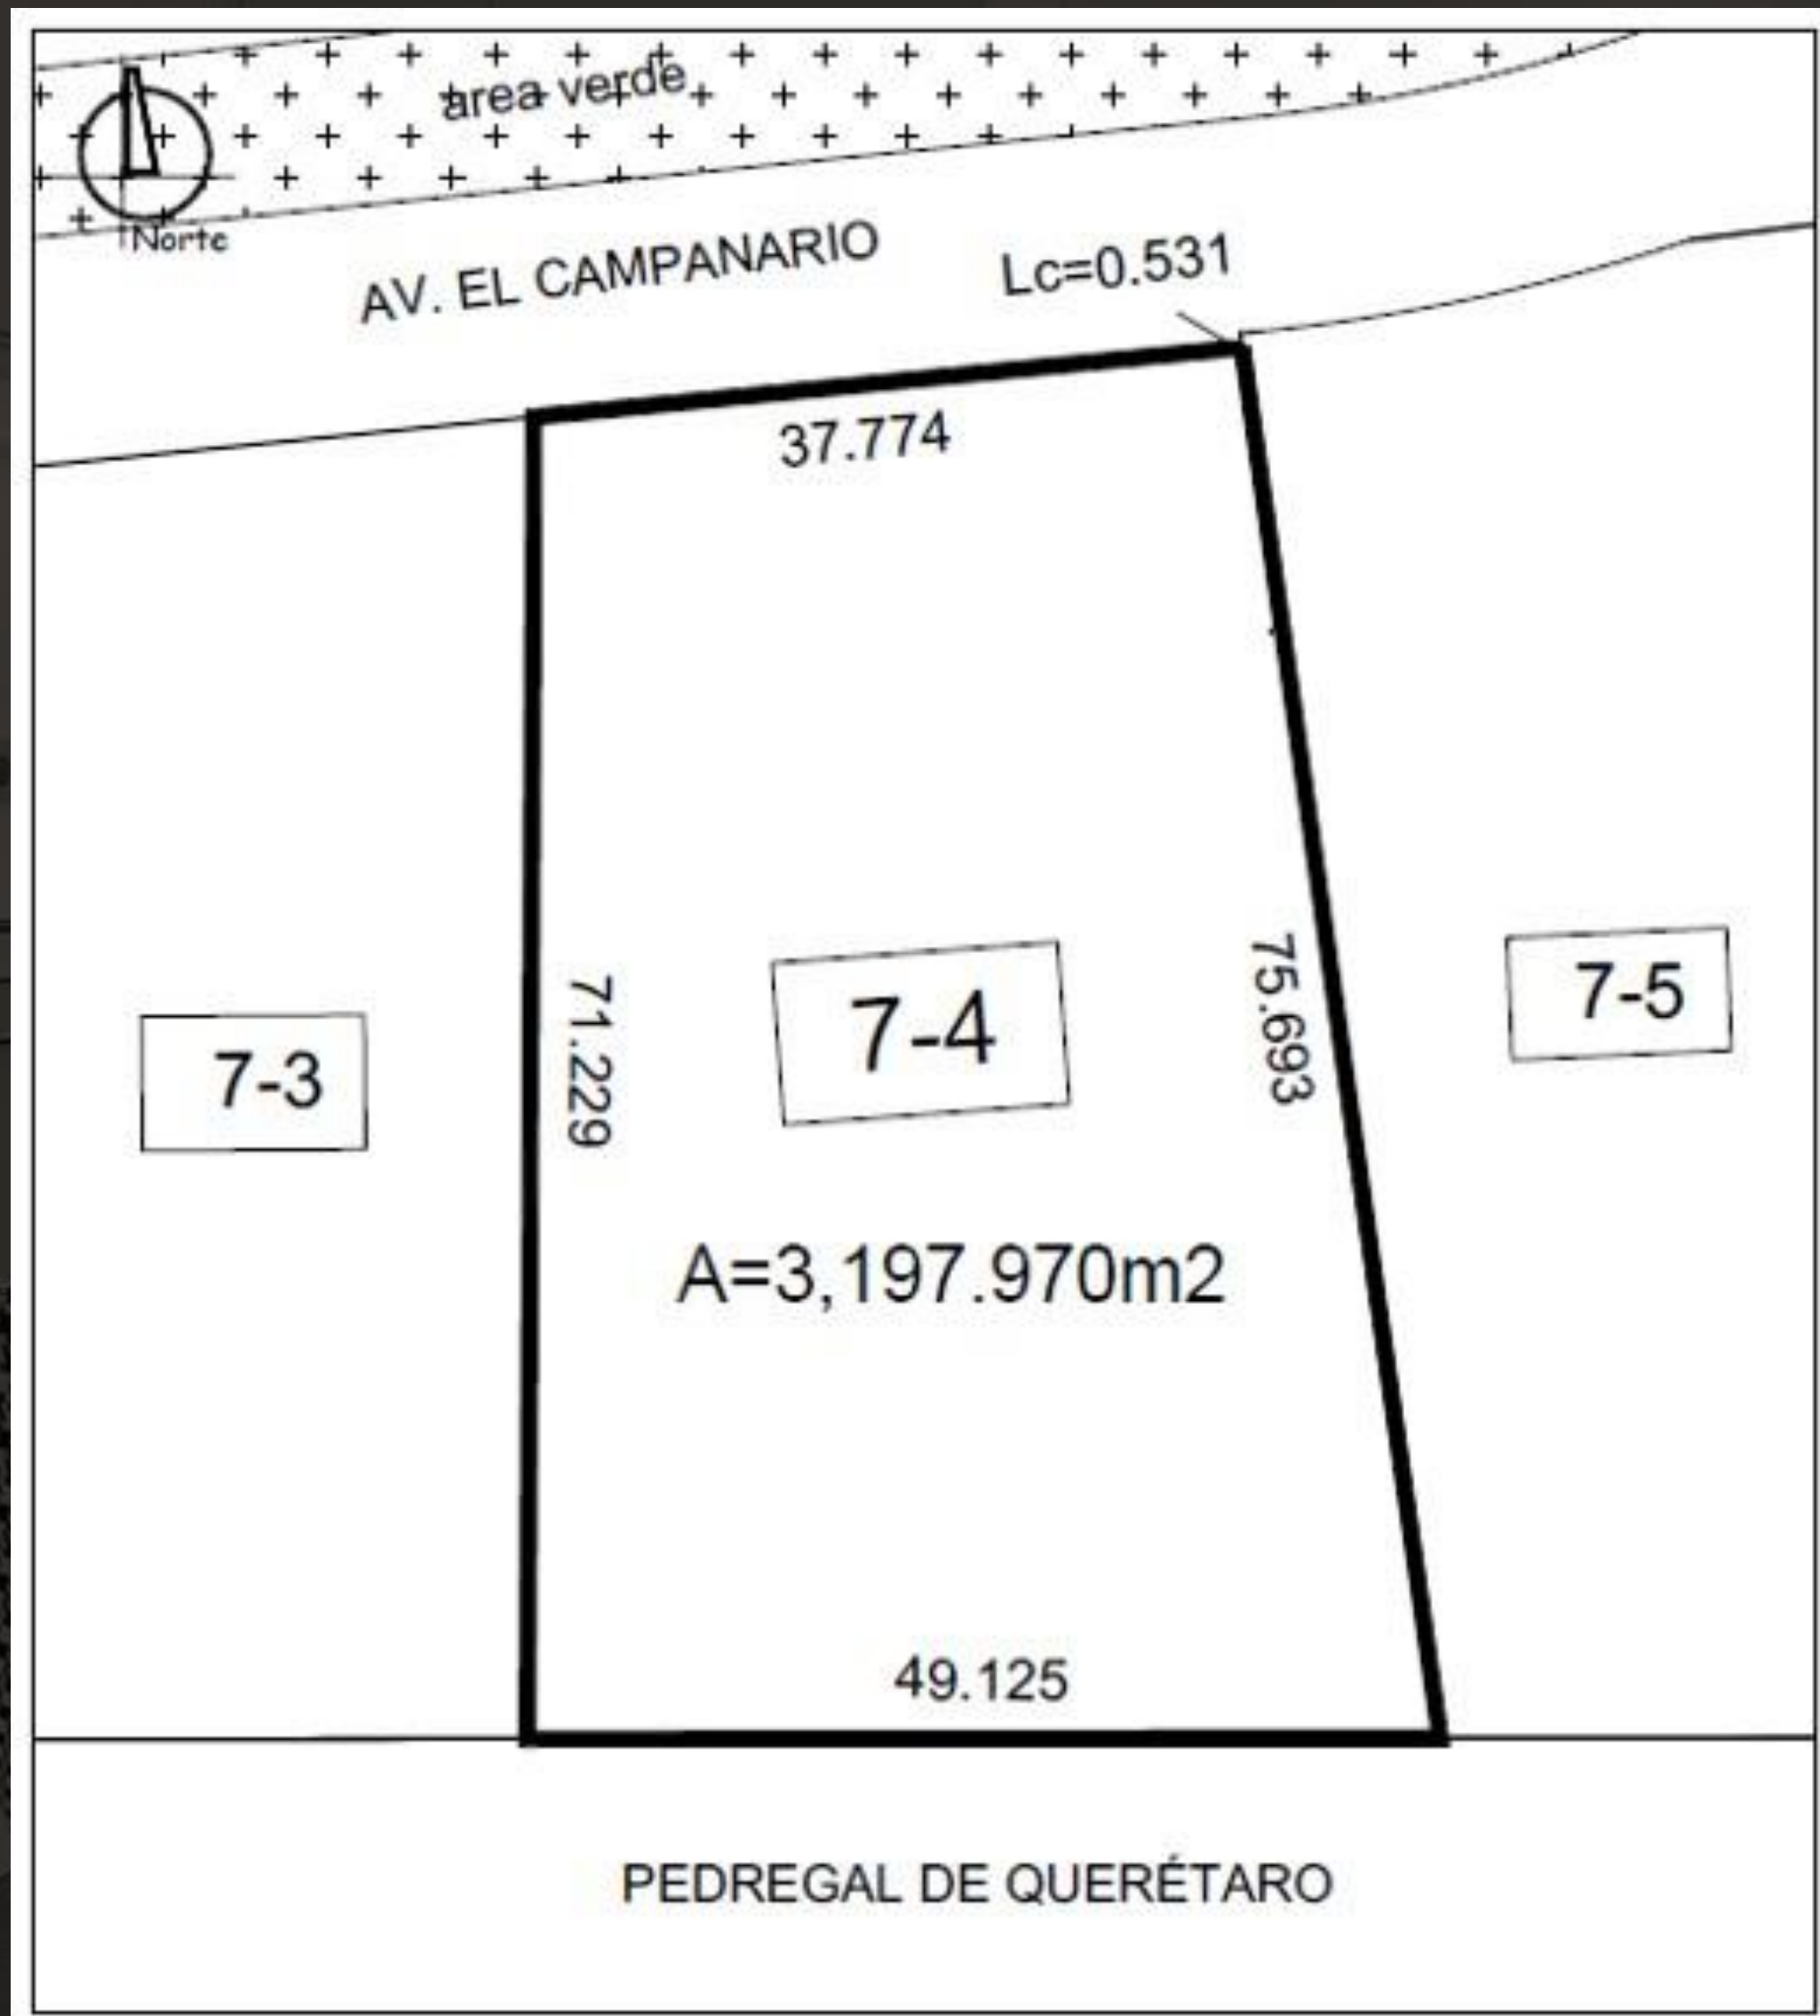 area verde
Norte
AV. EL CAMPANARIO
Lc=0.531
37.774
71.229
7-4
75.693
7-5
7-3
A=3,197.970m2
49.125
PEDREGAL DE QUERÉTARO